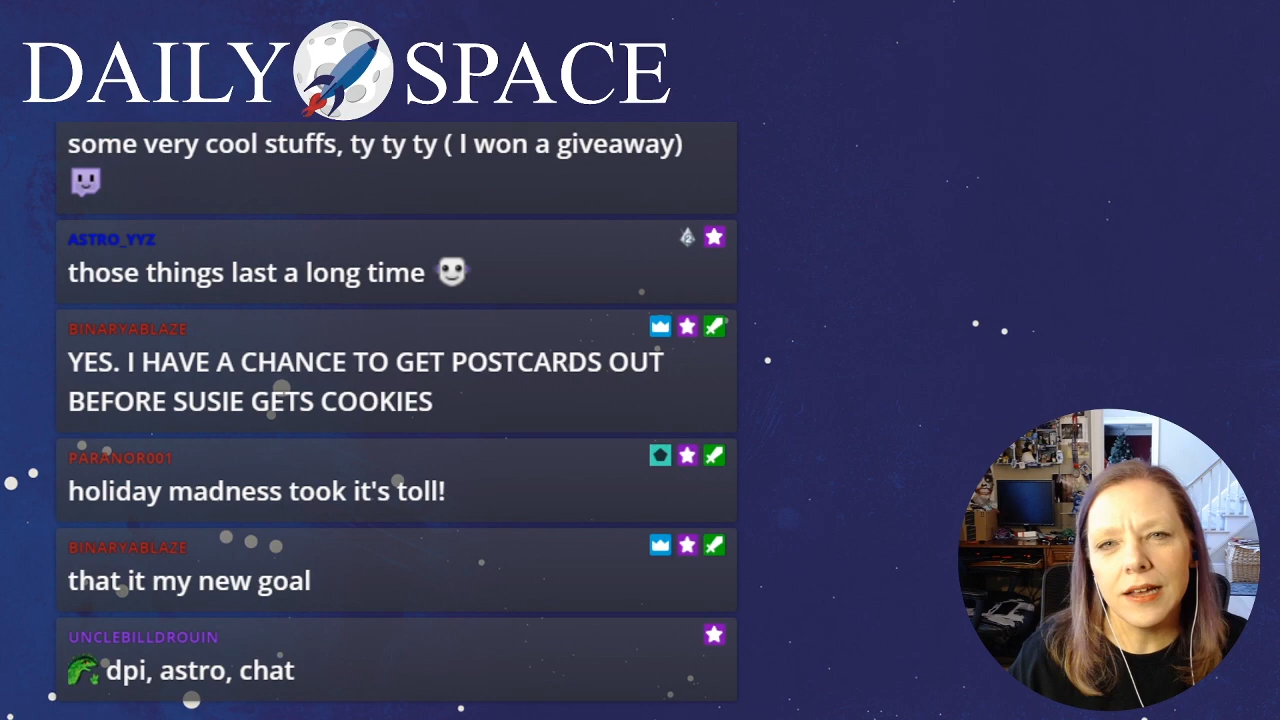 DAILY SPACE
some very cool stuffs, ty ty ty ( I won a giveaway)
ASTRO_YYZ
those things last a long time
BINARYABLAZE
YES. I HAVE A CHANCE TO GET POSTCARDS OUT
BEFORE SUSIE GETS COOKIES
PARANOR001
holiday madness took it's toll!
BINARYABLAZE
that it my new goal
UNCLEBILLDROUIN
dpi, astro, chat